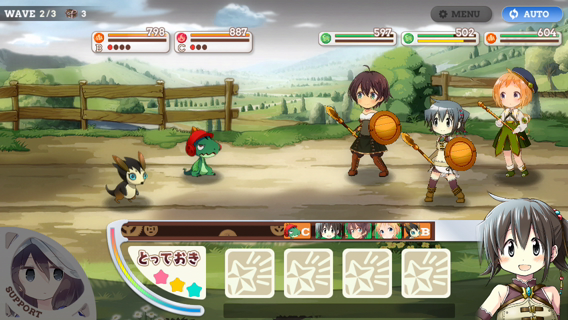 WAVE 2/3 3
MENU
AUTO
798
B
887
C
597
502
604
C
B
とっておき
SUPPORT